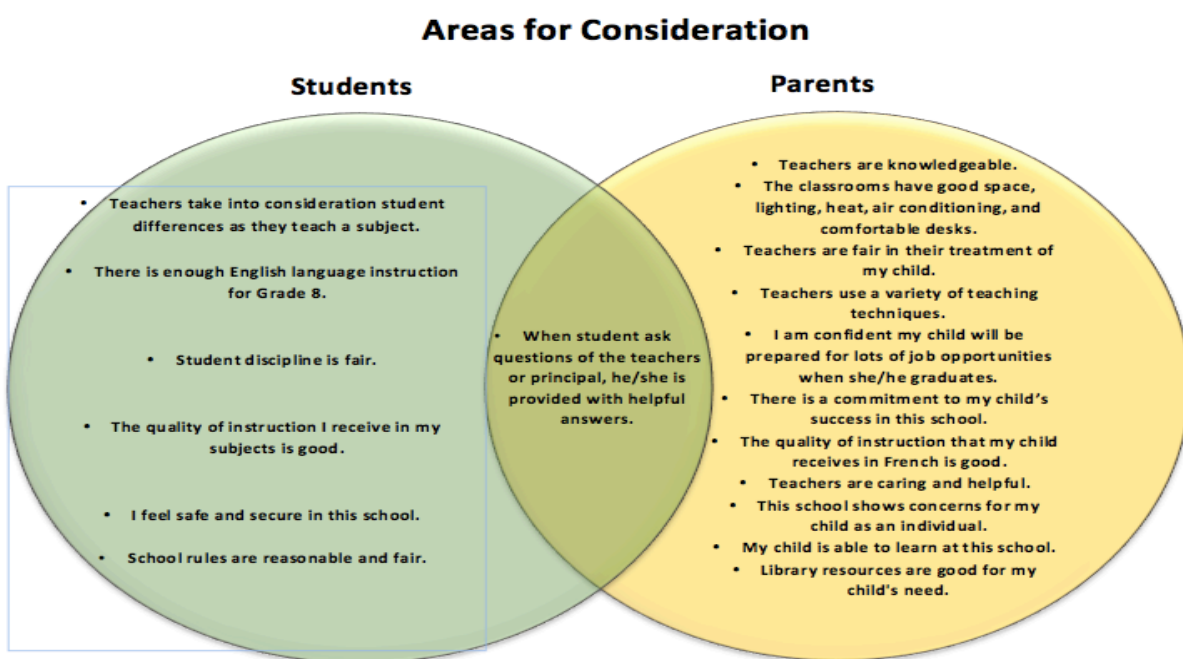 Areas for Consideration
Students
• Teachers take into consideration student
differences as they teach a subject.
• There is enough English language instruction
for Grade 8.
• Student discipline is fair.
• The quality of instruction I receive in my
subjects is good.
• I feel safe and secure in this school.
• School rules are reasonable and fair.
• When student ask
questions of the teachers
or principal, he/she is
provided with helpful
answers.
Parents
• Teachers are knowledgeable.
• The classrooms have good space,
lighting, heat, air conditioning, and
comfortable desks.
• Teachers are fair in their treatment of
my child.
• Teachers use a variety of teaching
techniques.
• I am confident my child will be
prepared for lots of job opportunities
when she/he graduates.
• There is a commitment to my child's
success in this school.
• The quality of instruction that my child
receives in French is good.
• Teachers are caring and helpful.
• This school shows concerns for my
child as an individual.
• My child is able to learn at this school.
• Library resources are good for my
child's need.